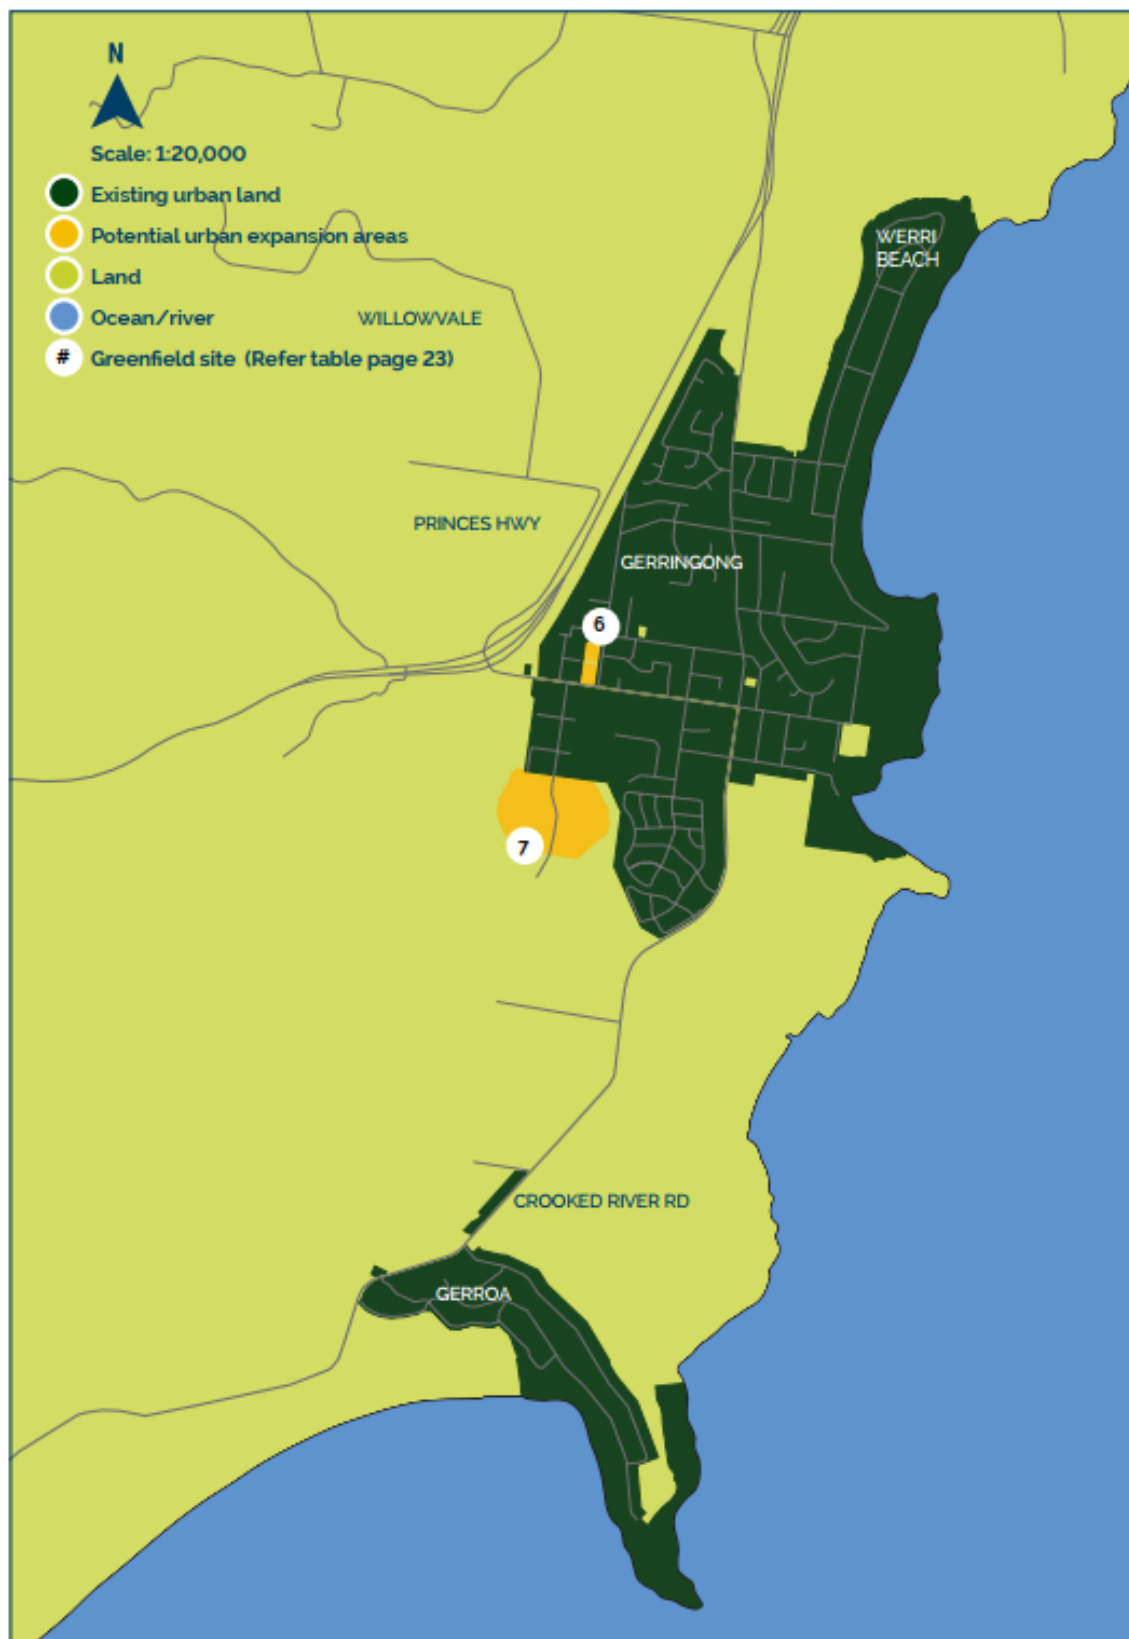 N
Scale: 1:20,000
Existing urban land
Potential urban expansion areas
Land
Ocean/river
# Greenfield site (Refer table page 23)
WILLOWVALE
WERRI
BEACH
PRINCES HWY
GERRINGONG
6
7
CROOKED RIVER RD
GERROA